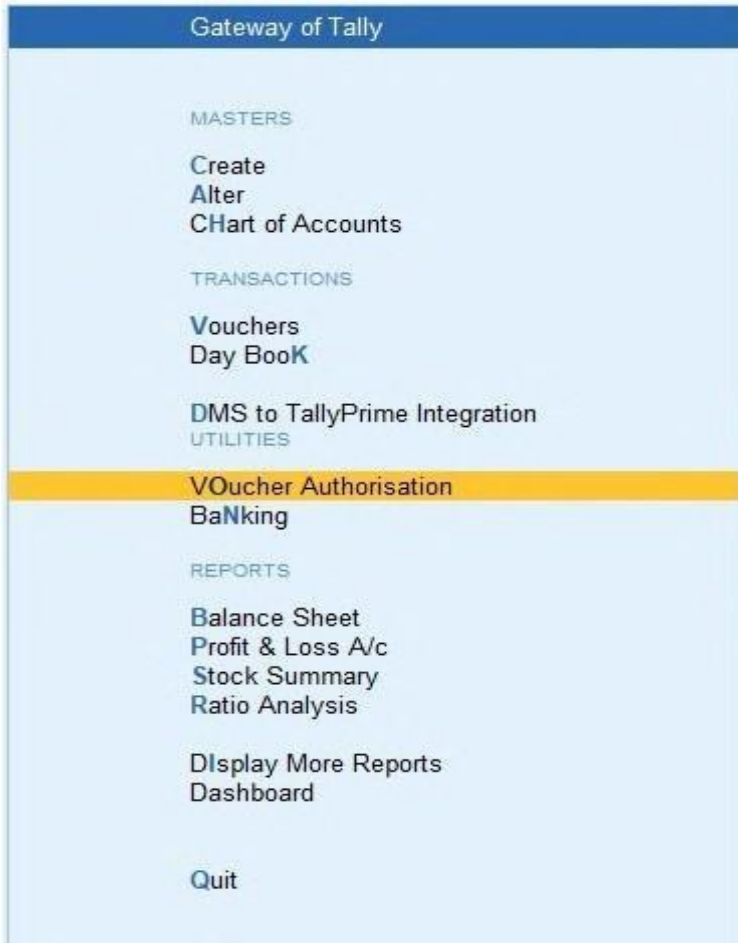 Gateway of Tally
MASTERS
Create
Alter
CHart of Accounts
TRANSACTIONS
Vouchers
Day BooK
DMS to TallyPrime Integration
UTILITIES
VOucher Authorisation
BaNking
REPORTS
Balance Sheet
Profit & Loss A/c
Stock Summary
Ratio Analysis
DIsplay More Reports
Dashboard
Quit